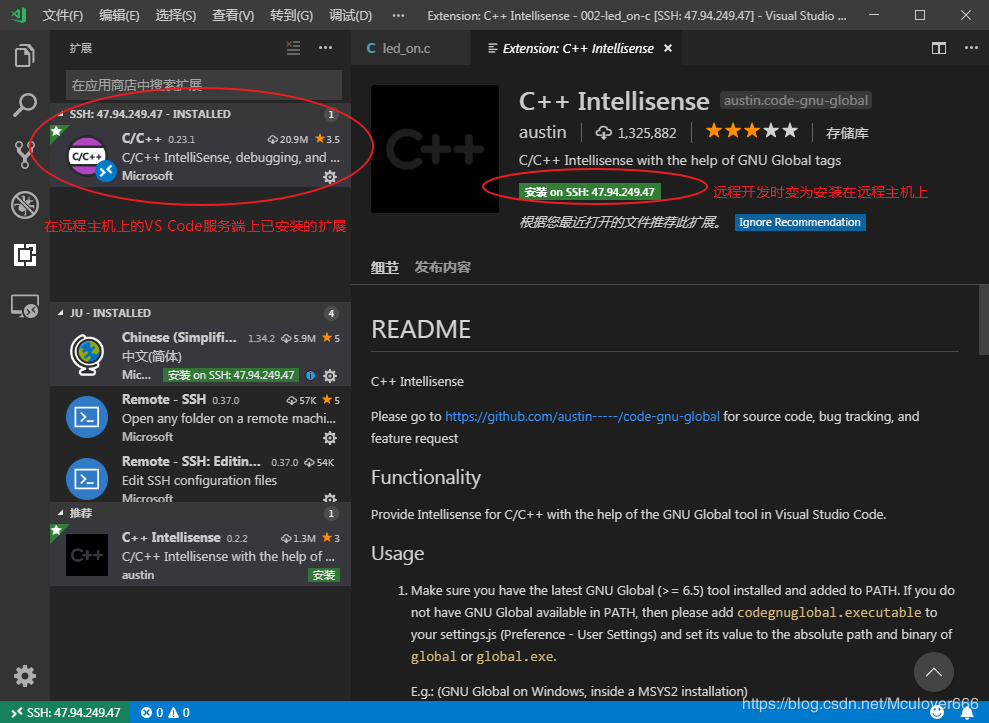 文件(F) 编辑(E) 选择(S) 查看(V) 转到(G) 调试(D) ··· Extension: C++ Intellisense - 002-led_on-c [SSH: 47.94.249.47] - Visual Studio ...
扩展
在应用商店中搜索扩展
SSH: 47.94.249.47 - INSTALLED 1
C/C++ 0.23.1 20.9M 3.5
C/C++ IntelliSense, debugging, and ...
Microsoft
在远程主机上的VS Code服务端上已安装的扩展
JU - INSTALLED 4
Chinese (Simplifi... 1.34.2 5.9M 5
中文(简体)
Mic... 安装 on SSH: 47.94.249.47
Remote - SSH 0.37.0 57K 5
Open any folder on a remote machi...
Microsoft
Remote - SSH: Editin... 0.37.0 54K
Edit SSH configuration files
Microsoft
推荐 1
C++ Intellisense 0.2.2 1.3M 3
C/C++ Intellisense with the help of ...
austin 安装
led_on.c Extension: C++ Intellisense
C++
C++ Intellisense austin.code-gnu-global
austin 1,325,882 存储库
C/C++ Intellisense with the help of GNU Global tags
安装 on SSH: 47.94.249.47 远程开发时变为安装在远程主机上
根据您最近打开的文件推荐此扩展。 Ignore Recommendation
细节 发布内容
README
C++ Intellisense
Please go to https://github.com/austin-----/code-gnu-global for source code, bug tracking, and
feature request
Functionality
Provide Intellisense for C/C++ with the help of the GNU Global tool in Visual Studio Code.
Usage
1. Make sure you have the latest GNU Global (>= 6.5) tool installed and added to PATH. If you do
not have GNU Global available in PATH, then please add codegnuglobal.executable to
your settings.js (Preference - User Settings) and set its value to the absolute path and binary of
global or global.exe.
E.g.: (GNU Global on Windows, inside a MSYS2 installation)
https://blog.csdn.net/Mculover666
SSH: 47.94.249.47 0 0